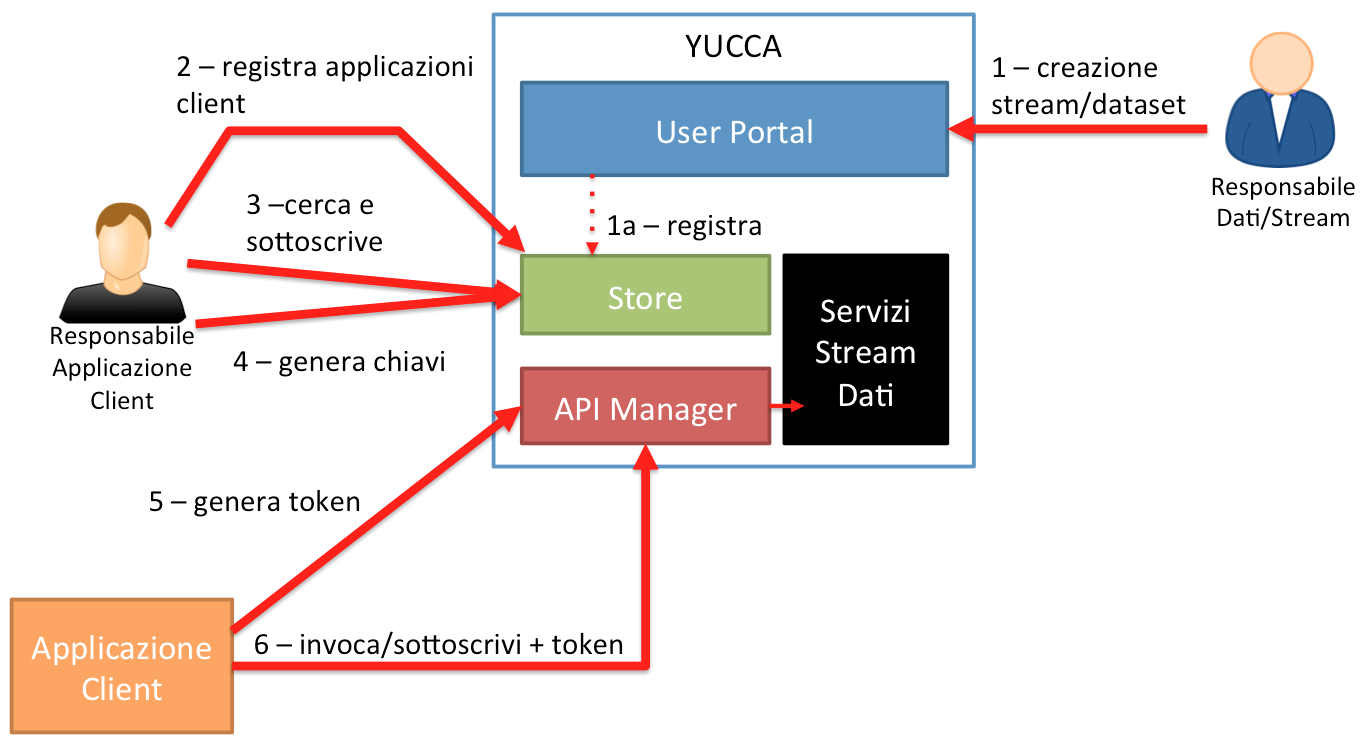 YUCCA
2 – registra applicazioni
client
1 – creazione
stream/dataset
User Portal
Responsabile
Dati/Stream
3 –cerca e
sottoscrive
1a – registra
Store
Servizi
Stream
Dati
Responsabile
Applicazione
Client
4 – genera chiavi
API Manager
5 – genera token
6 – invoca/sottoscrivi + token
Applicazione
Client